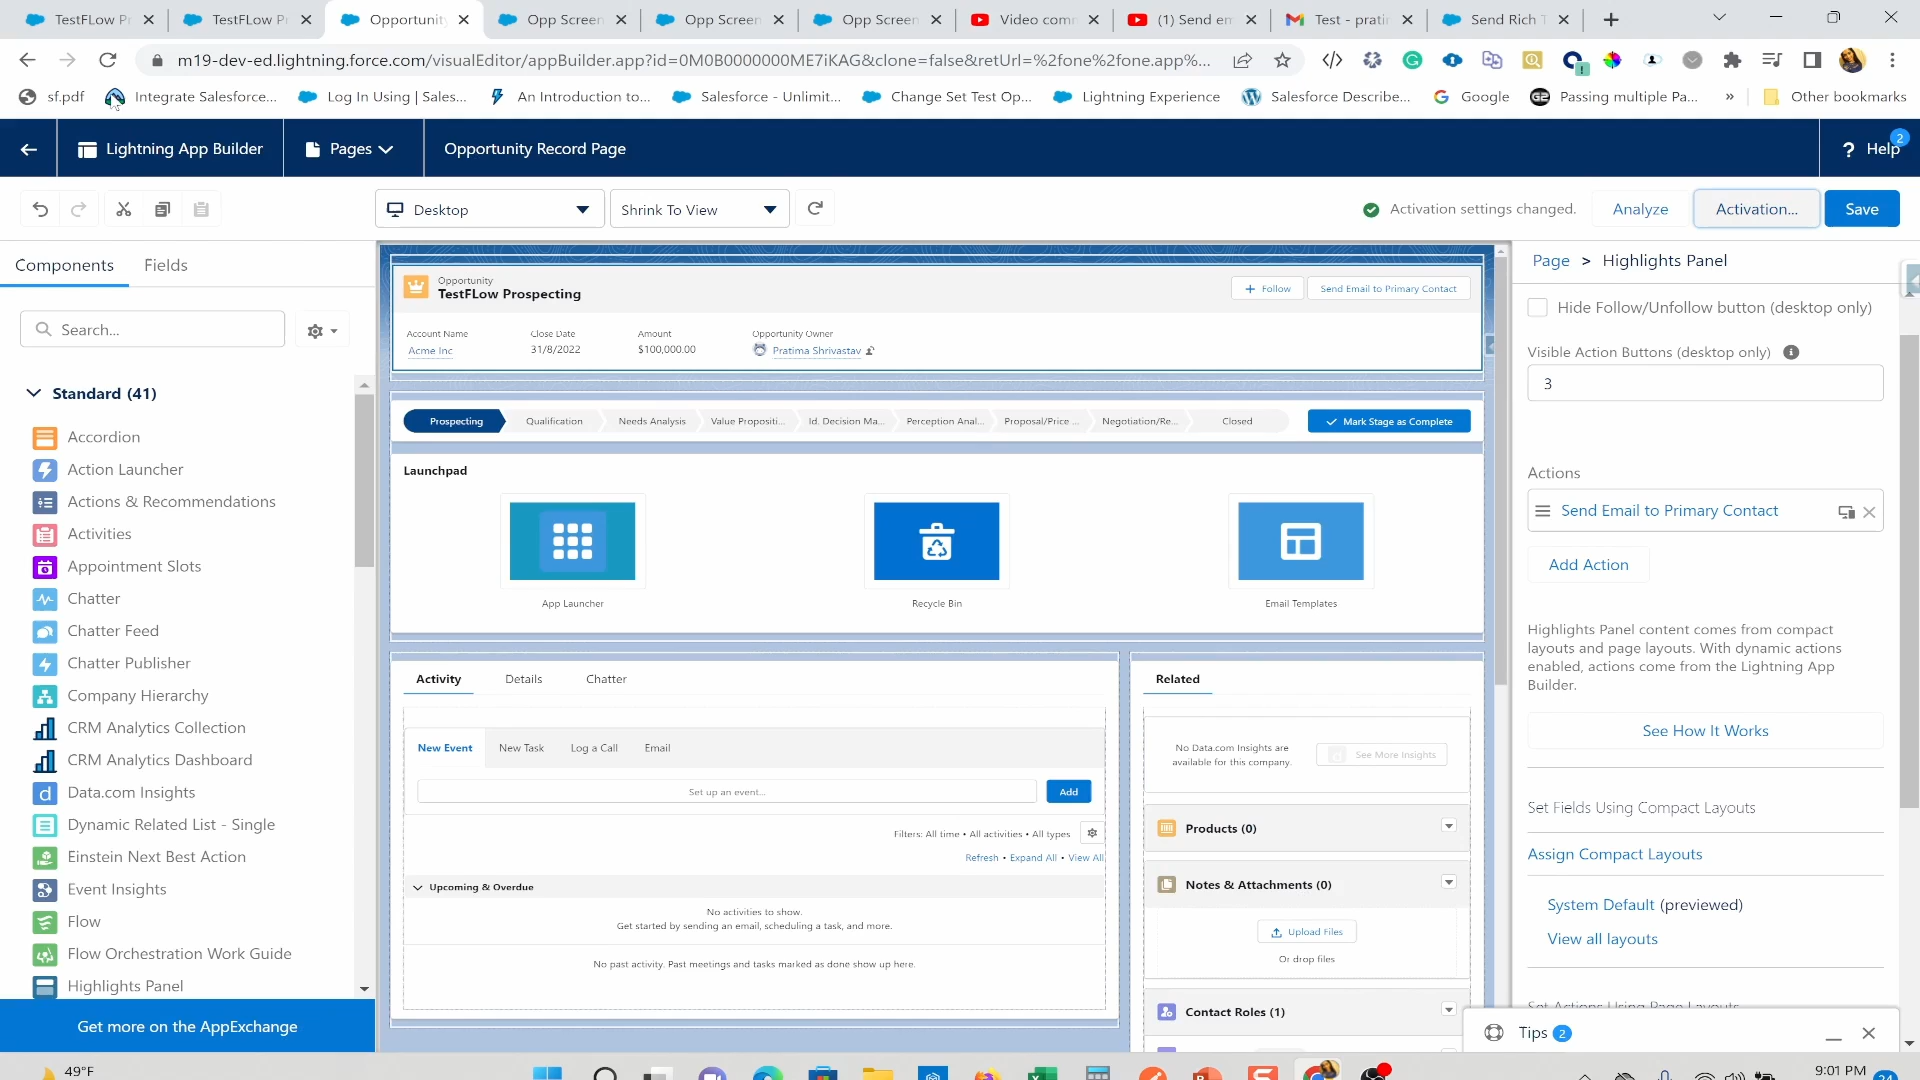 TestFLow Pr
TestFLow Pr
Opportunity
Opp Screen
Opp Screen
Opp Screen
Video com
(1) Send em
Test - prati
Send Rich T
m19-dev-ed.lightning.force.com/visualEditor/appBuilder.app?id=0M0B0000000ME7iKAG&clone=false&retUrl=%2fone%2fone.app%...
sf.pdf
Integrate Salesforce...
Log In Using | Sales...
An Introduction to...
Salesforce - Unlimit...
Change Set Test Op...
Lightning Experience
Salesforce Describe...
Google
Passing multiple Pa...
»
Other bookmarks
Lightning App Builder
Pages
Opportunity Record Page
? Help
2
Desktop
Shrink To View
Activation settings changed.
Analyze
Activation...
Save
Components
Fields
Search...
Standard (41)
Accordion
Action Launcher
Actions & Recommendations
Activities
Appointment Slots
Chatter
Chatter Feed
Chatter Publisher
Company Hierarchy
CRM Analytics Collection
CRM Analytics Dashboard
Data.com Insights
Dynamic Related List - Single
Einstein Next Best Action
Event Insights
Flow
Flow Orchestration Work Guide
Highlights Panel
Get more on the AppExchange
Opportunity
TestFLow Prospecting
+ Follow
Send Email to Primary Contact
Account Name
Close Date
Amount
Opportunity Owner
Acme Inc
31/8/2022
$100,000.00
Pratima Shrivastav
Prospecting
Qualification
Needs Analysis
Value Propositi...
Id. Decision Ma...
Perception Anal...
Proposal/Price ...
Negotiation/Re...
Closed
Mark Stage as Complete
Launchpad
App Launcher
Recycle Bin
Email Templates
Activity
Details
Chatter
New Event
New Task
Log a Call
Email
Set up an event...
Add
Filters: All time • All activities • All types
Refresh • Expand All • View All
Upcoming & Overdue
No activities to show.
Get started by sending an email, scheduling a task, and more.
No past activity. Past meetings and tasks marked as done show up here.
Related
No Data.com Insights are
available for this company.
See More Insights
Products (0)
Notes & Attachments (0)
Upload Files
Or drop files
Contact Roles (1)
Page > Highlights Panel
Hide Follow/Unfollow button (desktop only)
Visible Action Buttons (desktop only)
3
Actions
Send Email to Primary Contact
Add Action
Highlights Panel content comes from compact
layouts and page layouts. With dynamic actions
enabled, actions come from the Lightning App
Builder.
See How It Works
Set Fields Using Compact Layouts
Assign Compact Layouts
System Default (previewed)
View all layouts
Set Actions Using Page Layouts
Tips 2
49°F
9:01 PM
24